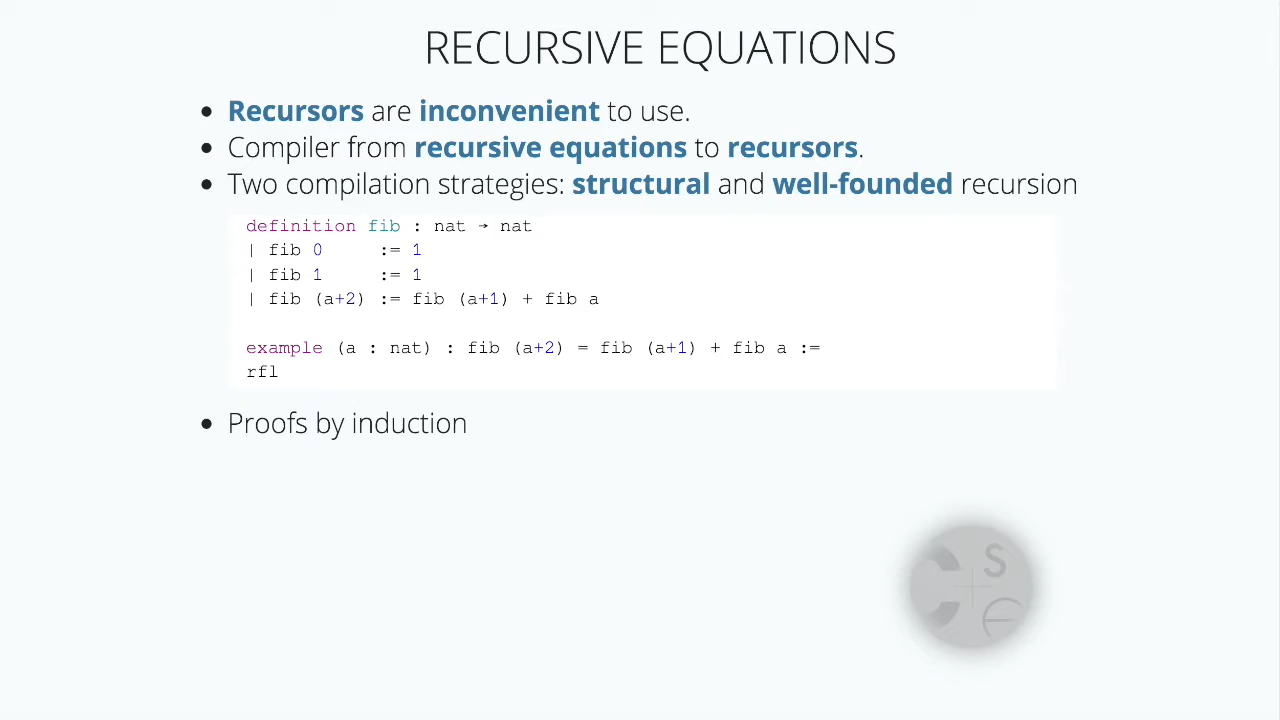 RECURSIVE EQUATIONS
• Recursors are inconvenient to use.
• Compiler from recursive equations to recursors.
• Two compilation strategies: structural and well-founded recursion
definition fib : nat → nat
| fib 0     := 1
| fib 1     := 1
| fib (a+2) := fib (a+1) + fib a
example (a : nat) : fib (a+2) = fib (a+1) + fib a :=
rfl
• Proofs by induction